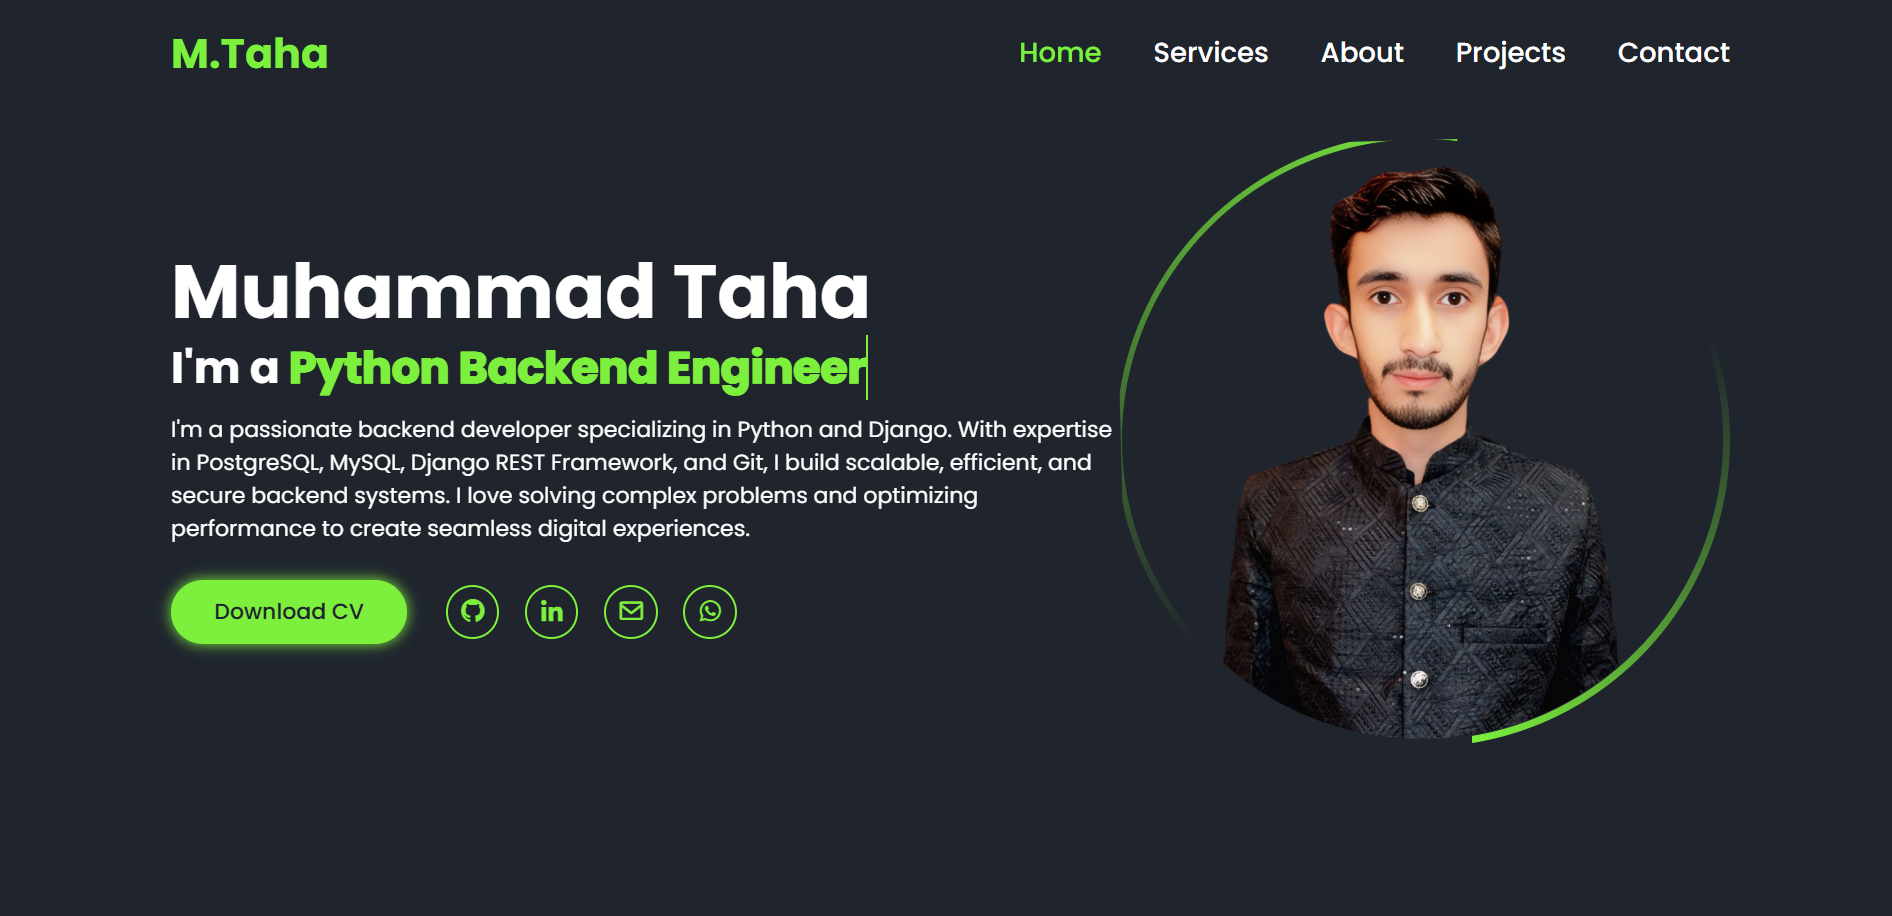 M.Taha
Home Services About Projects Contact
Muhammad Taha
I'm a Python Backend Engineer
I'm a passionate backend developer specializing in Python and Django. With expertise
in PostgreSQL, MySQL, Django REST Framework, and Git, I build scalable, efficient, and
secure backend systems. I love solving complex problems and optimizing
performance to create seamless digital experiences.
Download CV
in